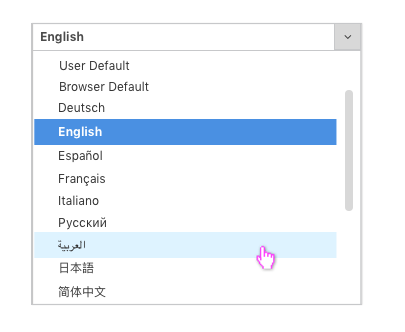 English
User Default
Browser Default
Deutsch
English
Español
Français
Italiano
Русский
العربية
日本語
简体中文